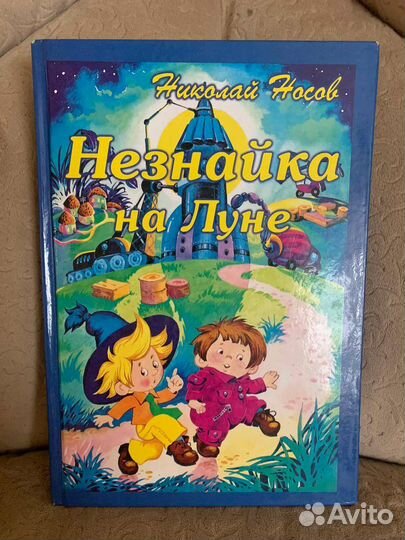 Николай Носов
Незнайка
на Луне
Avito